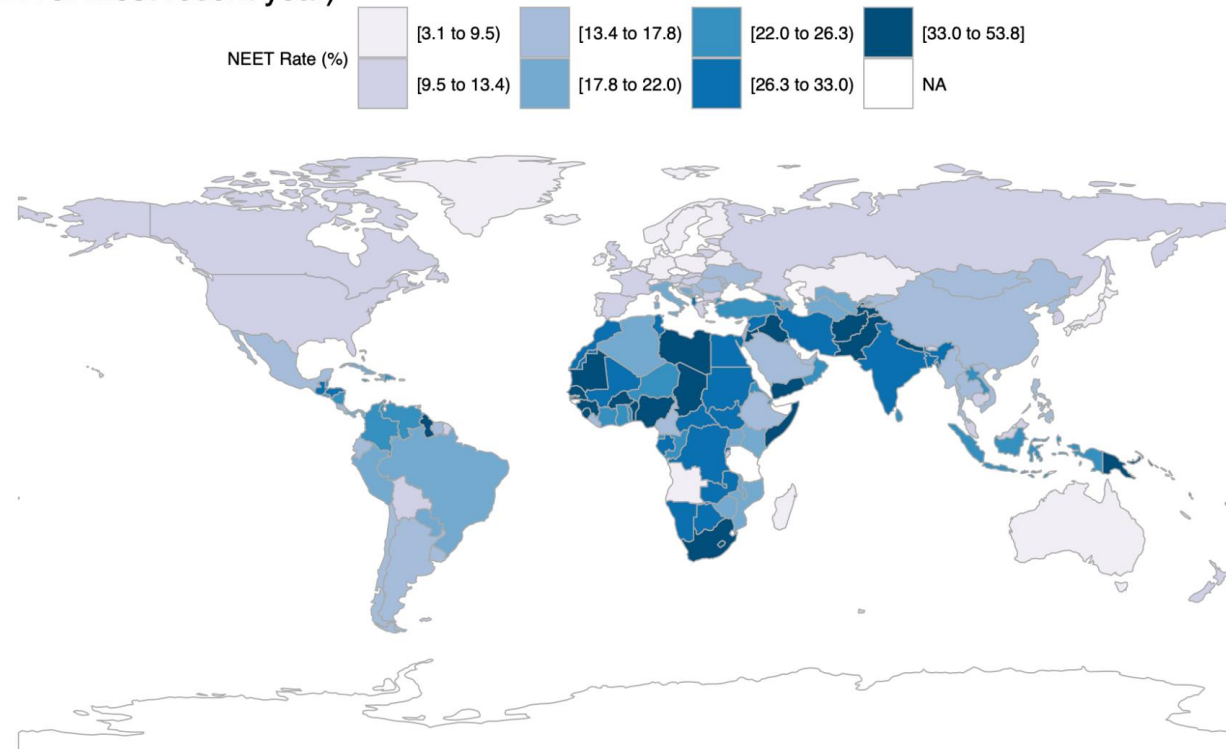 [3.1 to 9.5) [13.4 to 17.8) [22.0 to 26.3) [33.0 to 53.8]
NEET Rate (%)
[9.5 to 13.4) [17.8 to 22.0) [26.3 to 33.0) NA